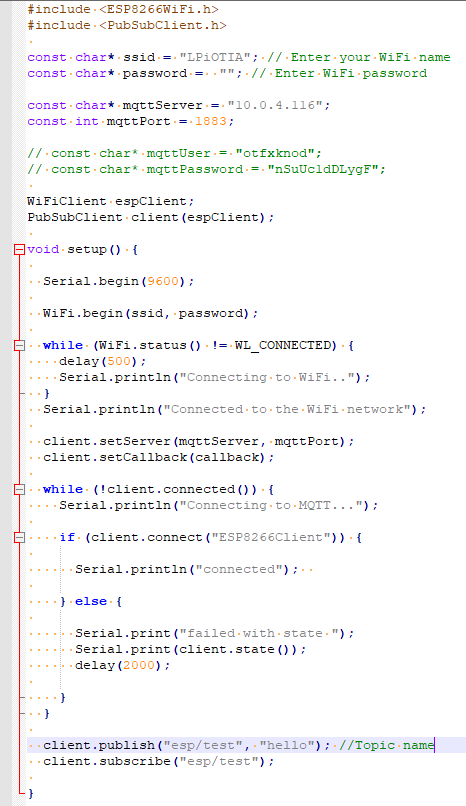 #include <ESP8266WiFi.h>
#include <PubSubClient.h>
const char* ssid = "LPiOTIA"; // Enter your WiFi name
const char* password =  ""; // Enter WiFi password
const char* mqttServer = "10.0.4.116";
const int mqttPort = 1883;
// const char* mqttUser = "otfxknod";
// const char* mqttPassword = "nSuUc1dDLygF";
WiFiClient espClient;
PubSubClient client(espClient);
void setup() {
  Serial.begin(9600);
  WiFi.begin(ssid, password);
  while (WiFi.status() != WL_CONNECTED) {
    delay(500);
    Serial.println("Connecting to WiFi..");
  }
  Serial.println("Connected to the WiFi network");
  client.setServer(mqttServer, mqttPort);
  client.setCallback(callback);
  while (!client.connected()) {
    Serial.println("Connecting to MQTT...");
    if (client.connect("ESP8266Client")) {
      Serial.println("connected");
    } else {
      Serial.print("failed with state ");
      Serial.print(client.state());
      delay(2000);
    }
  }
  client.publish("esp/test", "hello"); //Topic name
  client.subscribe("esp/test");
}